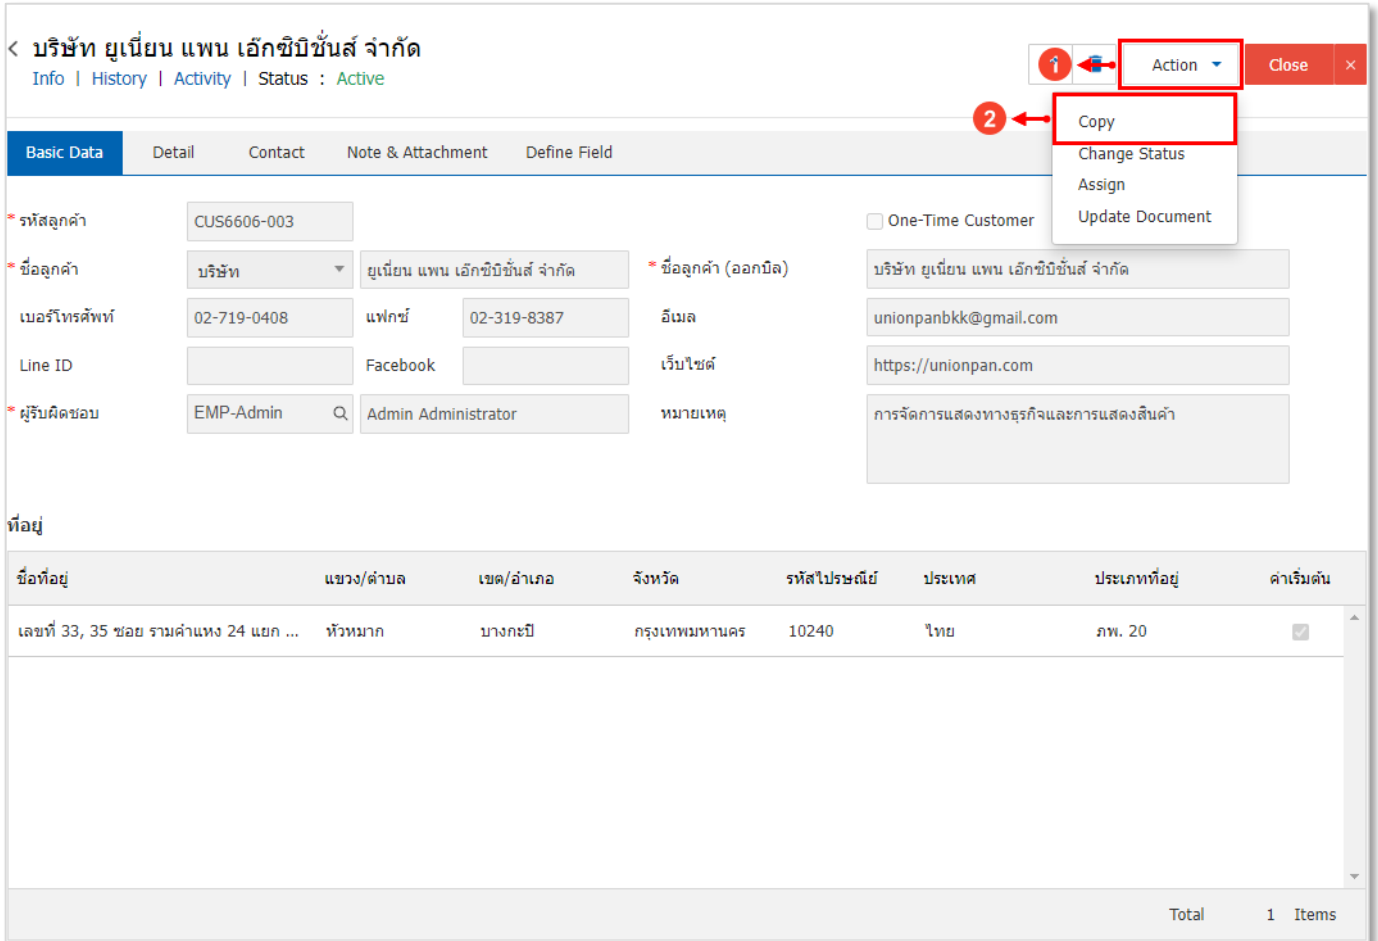 บริษัท ยูเนี่ยน แพน เอ๊กซิบิชั่นส์ จำกัด
Info | History | Activity | Status : Active
1 Action Close ×
2 Copy
Change Status
Assign
Update Document
Basic Data Detail Contact Note & Attachment Define Field
* รหัสลูกค้า CUS6606-003 One-Time Customer
* ชื่อลูกค้า บริษัท ยูเนี่ยน แพน เอ๊กซิบิชั่นส์ จำกัด * ชื่อลูกค้า (ออกบิล) บริษัท ยูเนี่ยน แพน เอ๊กซิบิชั่นส์ จำกัด
เบอร์โทรศัพท์ 02-719-0408 แฟกซ์ 02-319-8387 อีเมล unionpanbkk@gmail.com
Line ID Facebook เว็บไซต์ https://unionpan.com
* ผู้รับผิดชอบ EMP-Admin Admin Administrator หมายเหตุ การจัดการแสดงทางธุรกิจและการแสดงสินค้า
ที่อยู่
ชื่อที่อยู่ แขวง/ตำบล เขต/อำเภอ จังหวัด รหัสไปรษณีย์ ประเทศ ประเภทที่อยู่ ค่าเริ่มต้น
เลขที่ 33, 35 ซอย รามคำแหง 24 แยก ... หัวหมาก บางกะปิ กรุงเทพมหานคร 10240 ไทย ภพ. 20
Total 1 Items